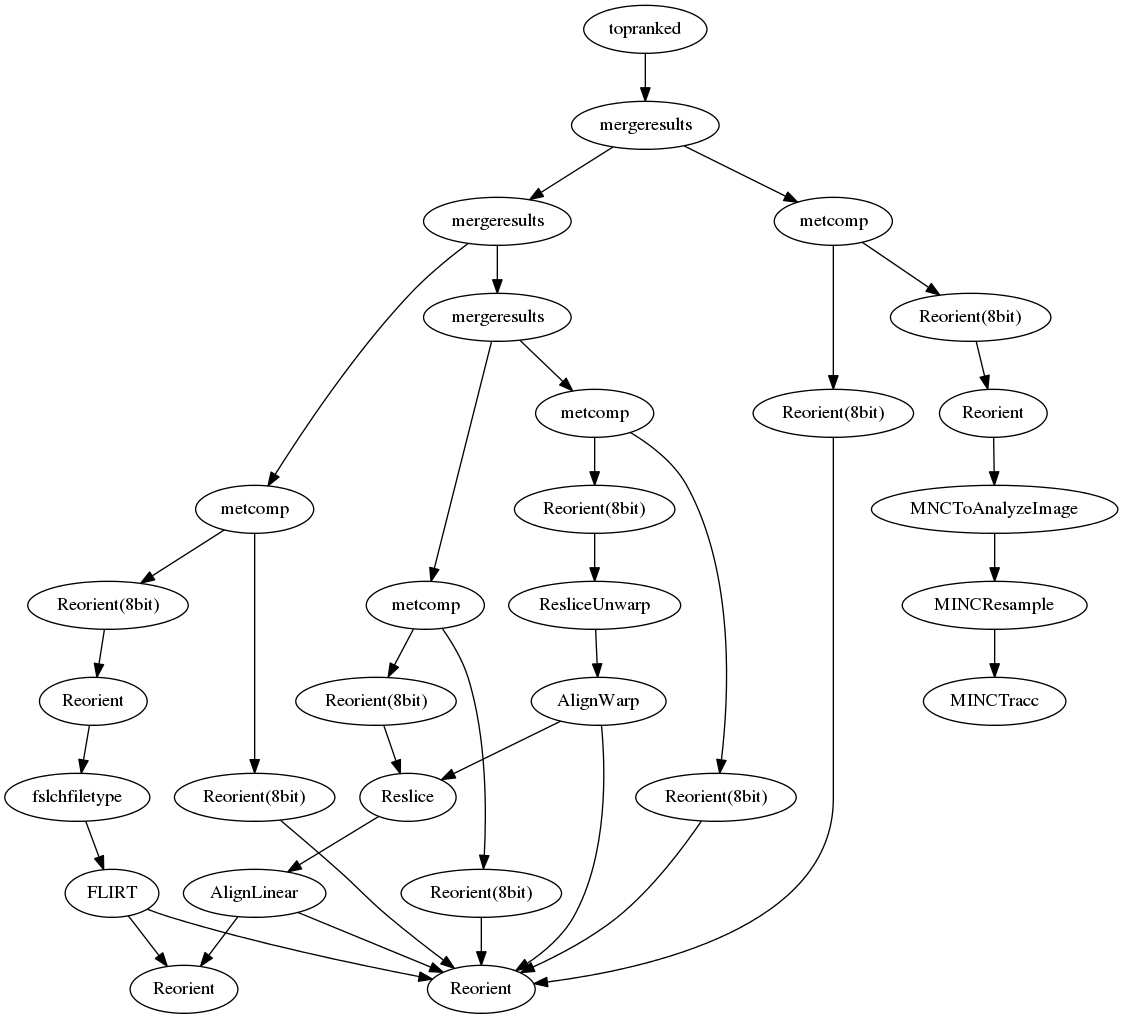 topranked
mergeresults
mergeresults
metcomp
mergeresults
Reorient(8bit)
metcomp
Reorient(8bit)
Reorient
metcomp
Reorient(8bit)
MNCToAnalyzeImage
Reorient(8bit)
metcomp
ResliceUnwarp
MINCResample
Reorient
Reorient(8bit)
AlignWarp
MINCTracc
fslchfiletype
Reorient(8bit)
Reslice
Reorient(8bit)
FLIRT
AlignLinear
Reorient(8bit)
Reorient
Reorient